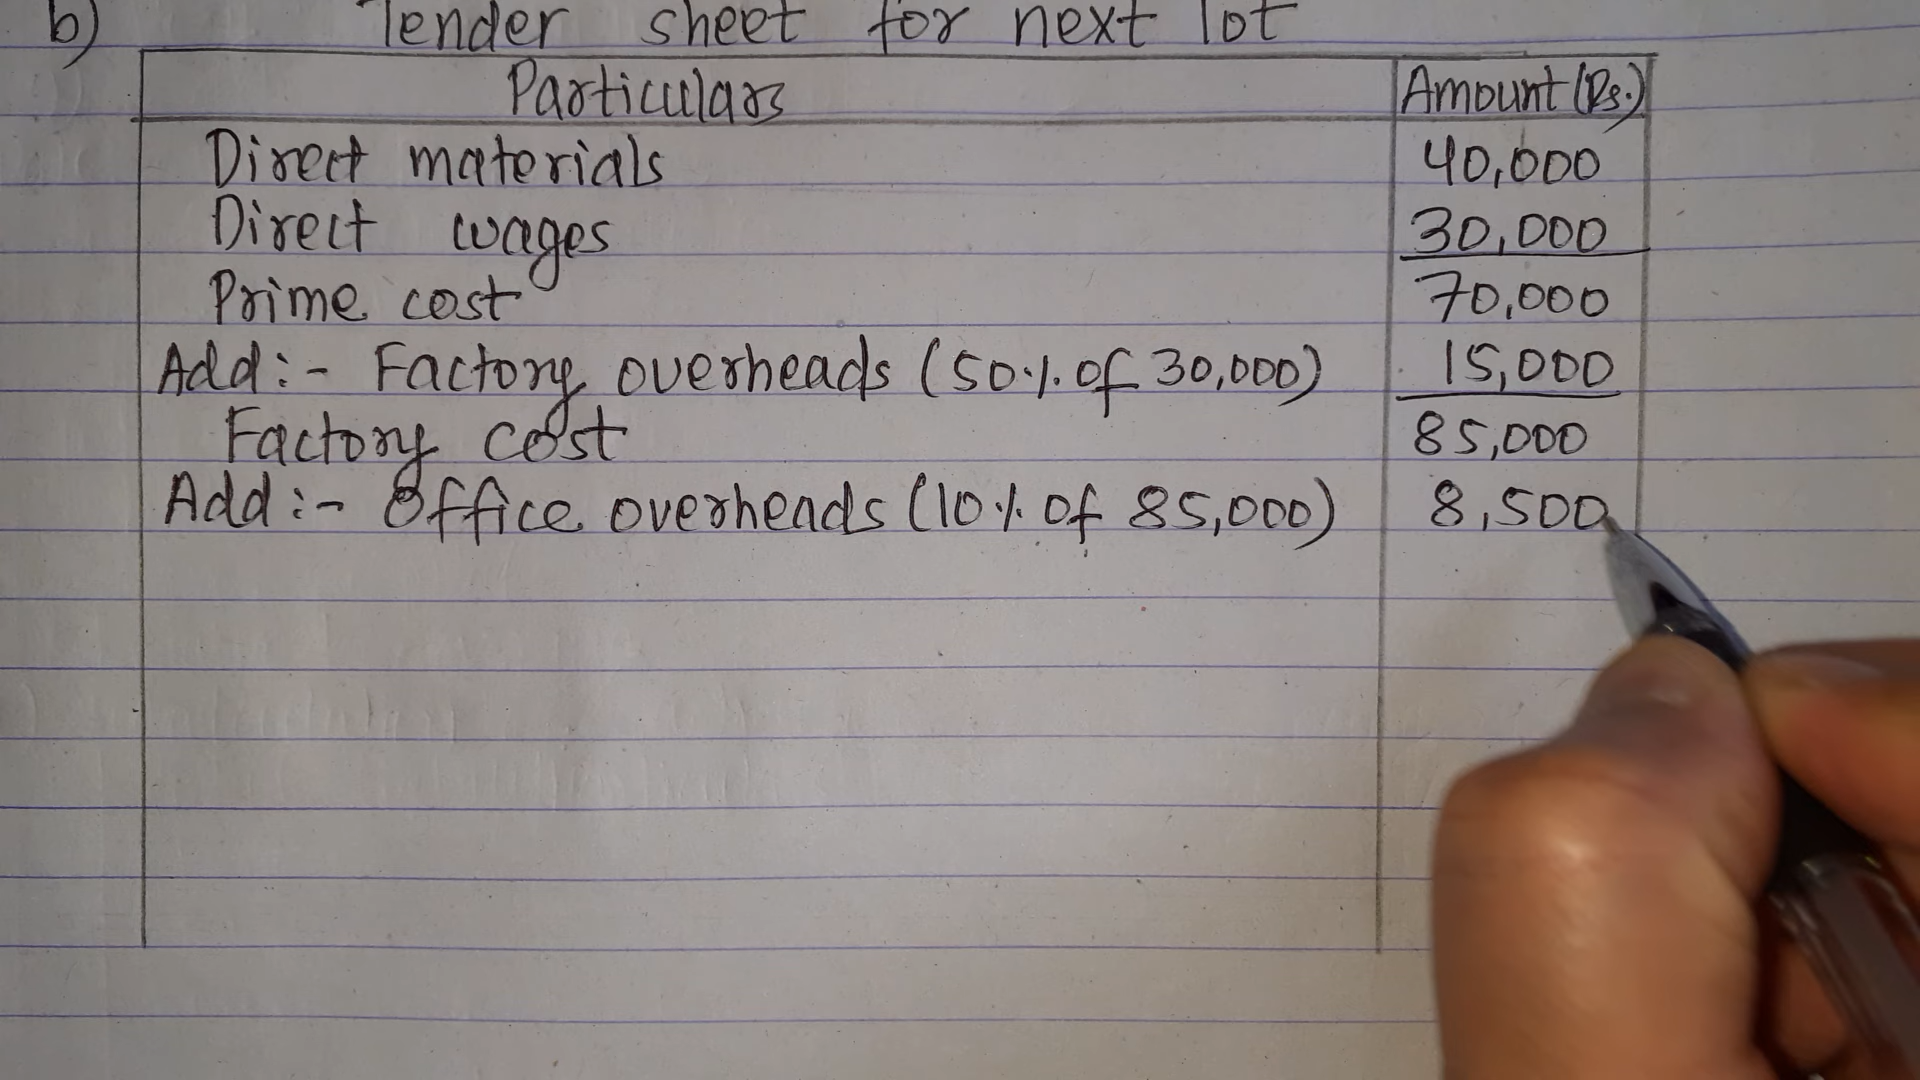 b) Tender sheet for next lot
Particulars Amount (Rs.)
Direct materials 40,000
Direct wages 30,000
Prime cost 70,000
Add:- Factory overheads (50% of 30,000) 15,000
Factory cost 85,000
Add:- Office overheads (10% of 85,000) 8,500